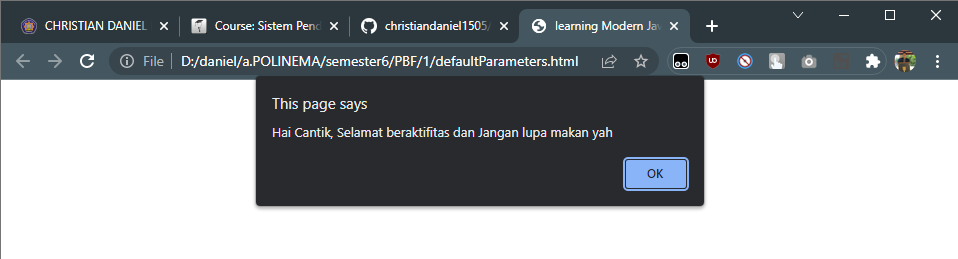 CHRISTIAN DANIEL
Course: Sistem Pend
christiandaniel1505/
learning Modern Jav
File
D:/daniel/a.POLINEMA/semester6/PBF/1/defaultParameters.html
This page says
Hai Cantik, Selamat beraktifitas dan Jangan lupa makan yah
OK